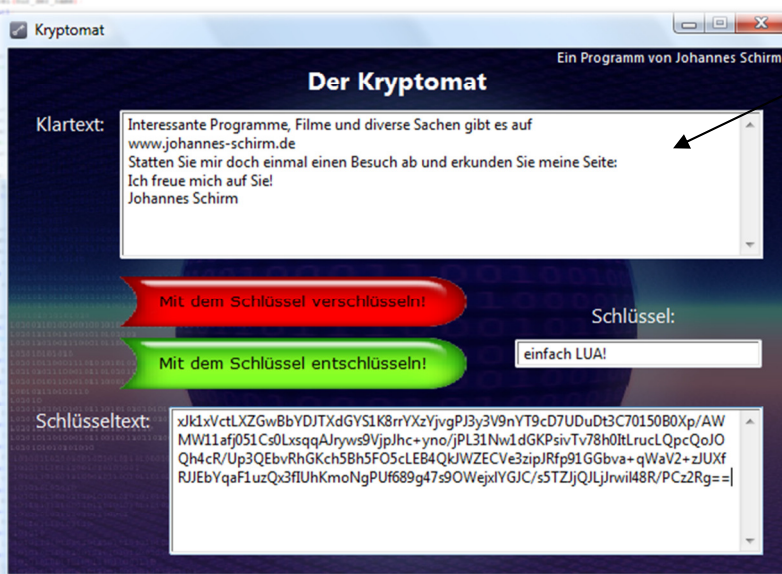 Kryptomat
Ein Programm von Johannes Schirm
Der Kryptomat
Klartext:
Interessante Programme, Filme und diverse Sachen gibt es auf
www.johannes-schirm.de
Statten Sie mir doch einmal einen Besuch ab und erkunden Sie meine Seite:
Ich freue mich auf Sie!
Johannes Schirm
Mit dem Schlüssel verschlüsseln!
Schlüssel:
Mit dem Schlüssel entschlüsseln!
einfach LUA!
Schlüsseltext:
xJk1xVctLXZGwBbYDJTXdGYS1K8rrYXzYjvgPJ3y3V9nYT9cD7UDuDt3C70150B0Xp/AW
MW11afj051Cs0LxsqqAJryws9VjpJhc+yno/jPL31Nw1dGKPsivTv78h0ItLrucLQpcQoJO
Qh4cR/Up3QEbvRhGKch5Bh5FO5cLEB4QkJWZECVe3zipJRfp91GGbva+qWaV2+zJUXf
RJJEbYqaF1uzQx3fIUhKmoNgPUf689g47s9OWejxIYGJC/s5TZJjQJLjJrwil48R/PCz2Rg==